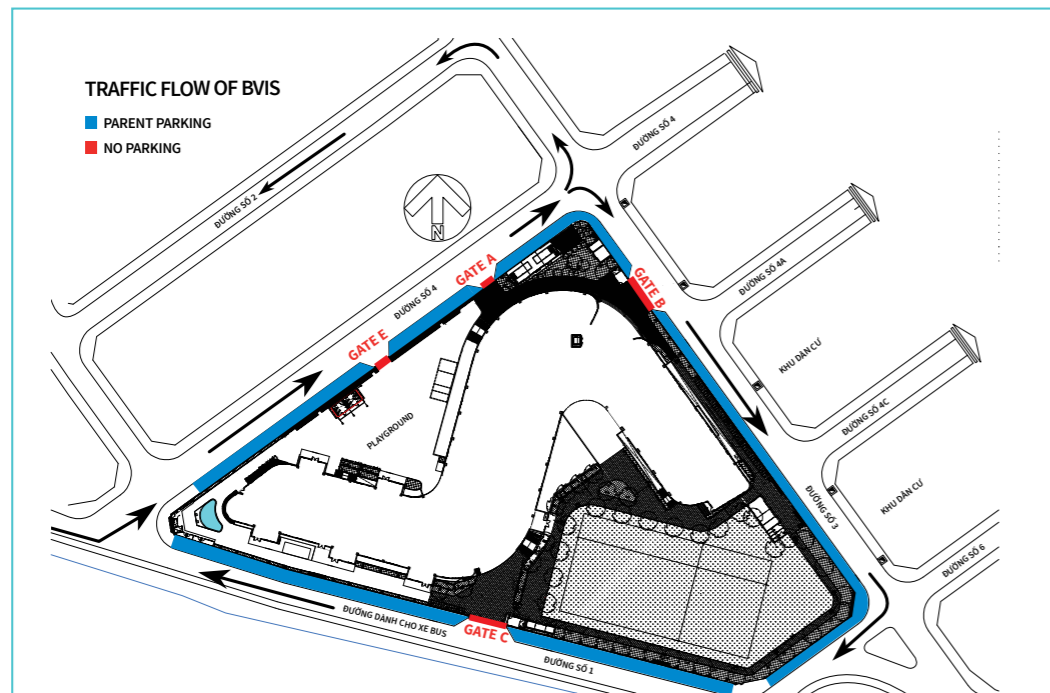 TRAFFIC FLOW OF BVIS
PARENT PARKING
NO PARKING
ĐƯỜNG SỐ 4
ĐƯỜNG SỐ 2
N
GATE A
ĐƯỜNG SỐ 4
ĐƯỜNG SỐ 4A
GATE B
GATE E
KHU DÂN CƯ
PLAYGROUND
ĐƯỜNG SỐ 4C
KHU DÂN CƯ
ĐƯỜNG SỐ 3
ĐƯỜNG SỐ 6
ĐƯỜNG DÀNH CHO XE BUS
GATE C
ĐƯỜNG SỐ 1